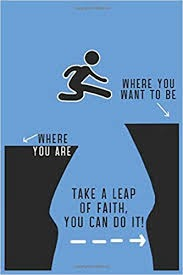 WHERE YOU
WANT TO BE
WHERE
YOU ARE
TAKE A LEAP
OF FAITH,
YOU CAN DO IT!